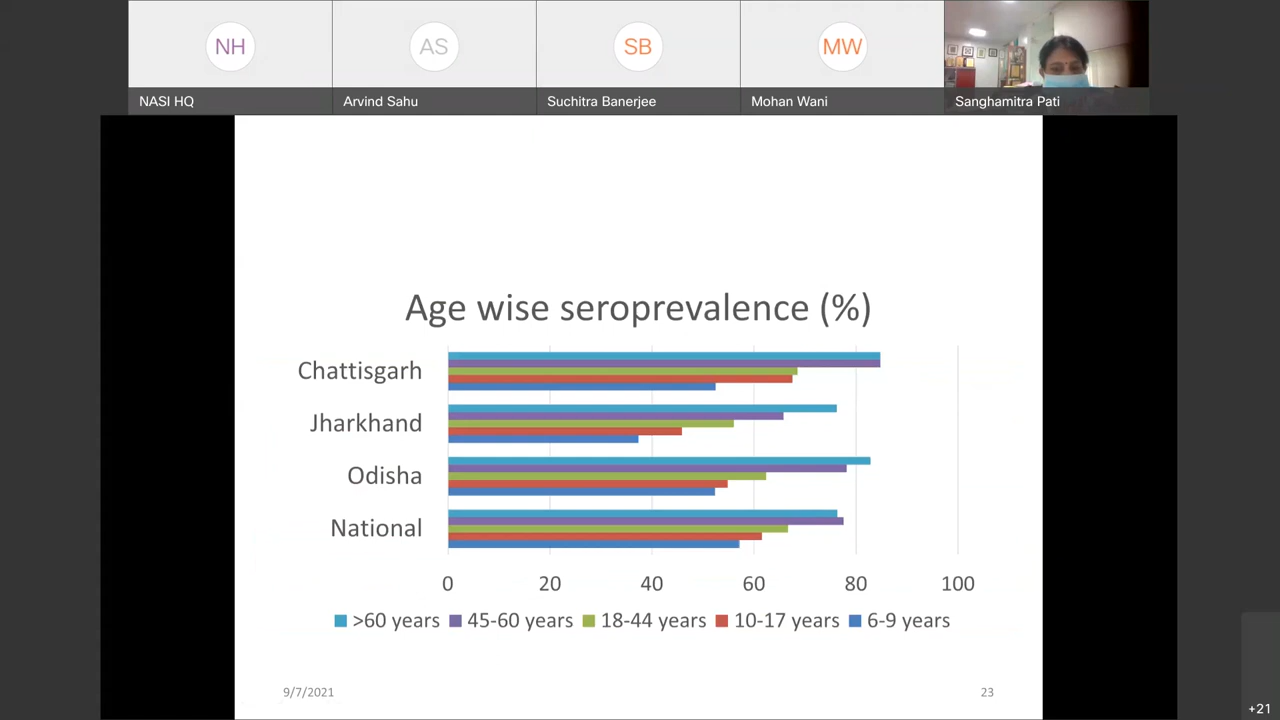 NH
AS
SB
MW
NASI HQ
Arvind Sahu
Suchitra Banerjee
Mohan Wani
Sanghamitra Pati
Age wise seroprevalence (%)
Chattisgarh
Jharkhand
Odisha
National
0 20 40 60 80 100
>60 years 45-60 years 18-44 years 10-17 years 6-9 years
9/7/2021
23
+21